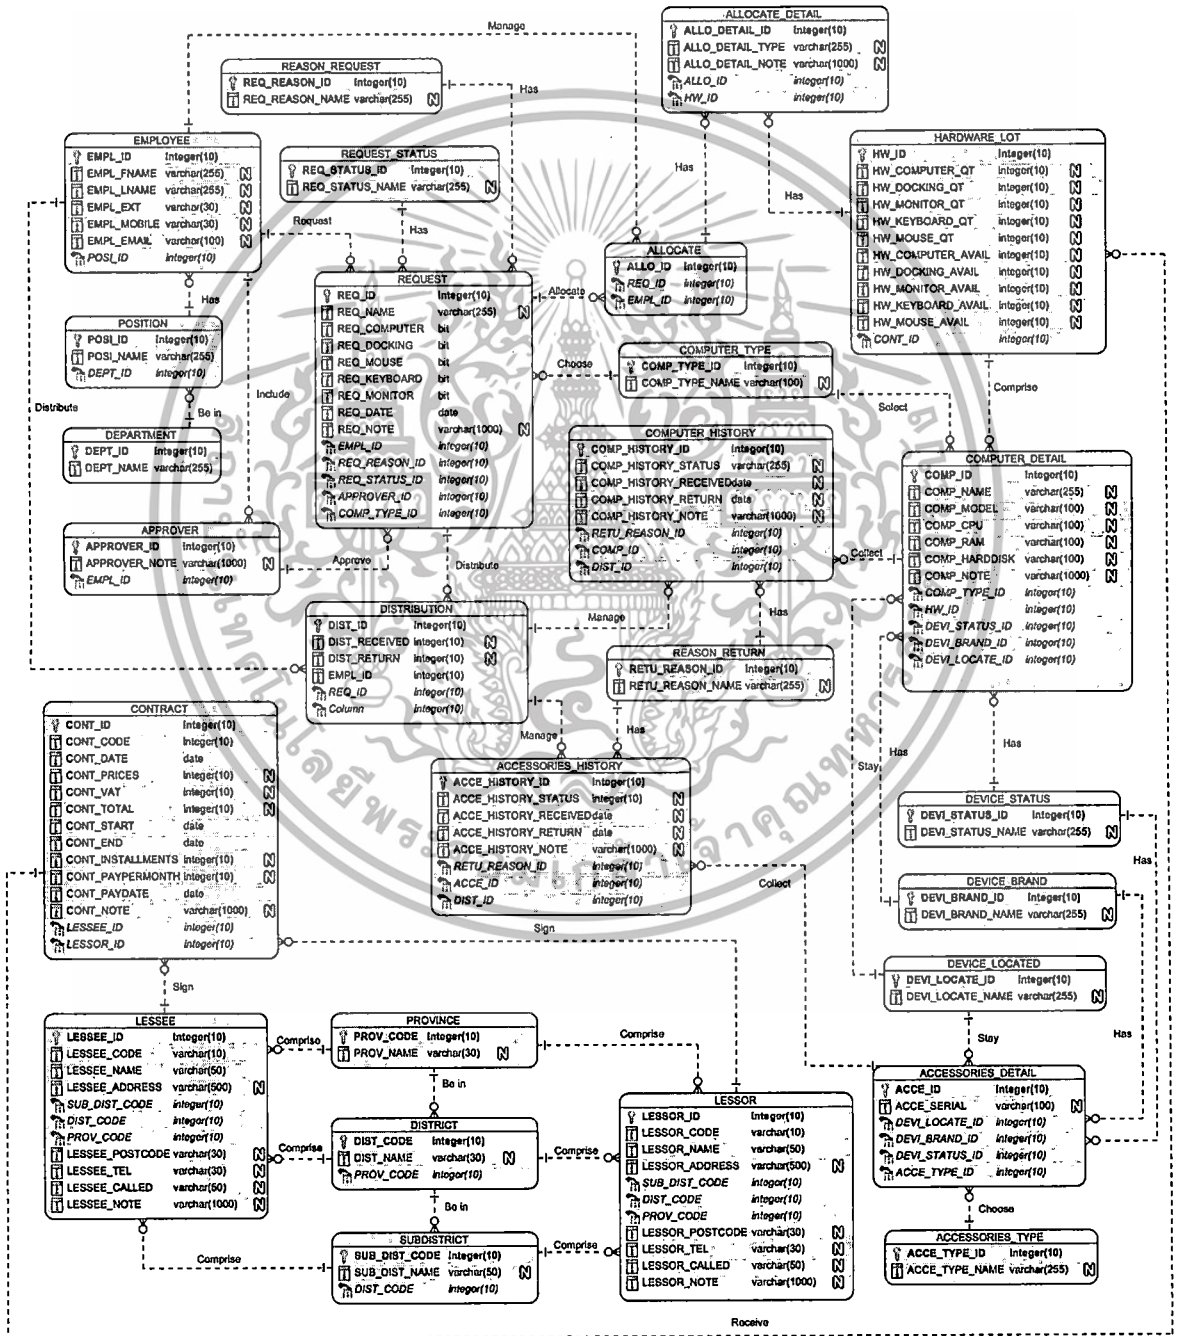 Manage
ALLOCATE_DETAIL
ALLO_DETAIL_ID Integer(10)
ALLO_DETAIL_TYPE varchar(255) N
ALLO_DETAIL_NOTE varchar(1000) N
ALLO_ID integer(10)
HW_ID integer(10)
REASON_REQUEST
REQ_REASON_ID Integer(10)
REQ_REASON_NAME varchar(255) N
Has
EMPLOYEE
EMPL_ID Integer(10)
EMPL_FNAME varchar(255) N
EMPL_LNAME varchar(255) N
EMPL_EXT varchar(30) N
EMPL_MOBILE varchar(30) N
EMPL_EMAIL varchar(100) N
POSI_ID integer(10)
REQUEST_STATUS
REQ_STATUS_ID Integer(10)
REQ_STATUS_NAME varchar(255) N
Has
Has
HARDWARE_LOT
HW_ID Integer(10)
HW_COMPUTER_QT integer(10) N
HW_DOCKING_QT integer(10) N
HW_MONITOR_QT integer(10) N
HW_KEYBOARD_QT integer(10) N
HW_MOUSE_QT integer(10) N
HW_COMPUTER_AVAIL integer(10) N
HW_DOCKING_AVAIL integer(10) N
HW_MONITOR_AVAIL integer(10) N
HW_KEYBOARD_AVAIL integer(10) N
HW_MOUSE_AVAIL integer(10) N
CONT_ID integer(10)
Request
Has
ALLOCATE
ALLO_ID Integer(10)
REQ_ID integer(10)
EMPL_ID integer(10)
Allocate
REQUEST
REQ_ID Integer(10)
REQ_NAME varchar(255) N
REQ_COMPUTER bit
REQ_DOCKING bit
REQ_MOUSE bit
REQ_KEYBOARD bit
REQ_MONITOR bit
REQ_DATE date
REQ_NOTE varchar(1000) N
EMPL_ID integer(10)
REQ_REASON_ID integer(10)
REQ_STATUS_ID integer(10)
APPROVER_ID integer(10)
COMP_TYPE_ID integer(10)
Has
POSITION
POSI_ID Integer(10)
POSI_NAME varchar(255)
DEPT_ID integer(10)
Distribute
Include
Be in
DEPARTMENT
DEPT_ID Integer(10)
DEPT_NAME varchar(255)
Choose
COMPUTER_TYPE
COMP_TYPE_ID Integer(10)
COMP_TYPE_NAME varchar(100) N
Select
Comprise
COMPUTER_HISTORY
COMP_HISTORY_ID Integer(10)
COMP_HISTORY_STATUS varchar(255) N
COMP_HISTORY_RECEIVED date N
COMP_HISTORY_RETURN date N
COMP_HISTORY_NOTE varchar(1000) N
RETU_REASON_ID integer(10)
COMP_ID integer(10)
DIST_ID integer(10)
Collect
COMPUTER_DETAIL
COMP_ID Integer(10)
COMP_NAME varchar(255) N
COMP_MODEL varchar(100) N
COMP_CPU varchar(100) N
COMP_RAM varchar(100) N
COMP_HARDDISK varchar(100) N
COMP_NOTE varchar(1000) N
COMP_TYPE_ID integer(10)
HW_ID integer(10)
DEVI_STATUS_ID integer(10)
DEVI_BRAND_ID integer(10)
DEVI_LOCATE_ID integer(10)
APPROVER
APPROVER_ID Integer(10)
APPROVER_NOTE varchar(1000) N
EMPL_ID integer(10)
Approve
Distribute
DISTRIBUTION
DIST_ID Integer(10)
DIST_RECEIVED integer(10) N
DIST_RETURN integer(10) N
EMPL_ID integer(10)
REQ_ID integer(10)
Column integer(10)
Manage
Has
REASON_RETURN
RETU_REASON_ID Integer(10)
RETU_REASON_NAME varchar(255) N
Manage
Has
CONTRACT
CONT_ID Integer(10)
CONT_CODE integer(10)
CONT_DATE date
CONT_PRICES integer(10) N
CONT_VAT integer(10) N
CONT_TOTAL integer(10) N
CONT_START date
CONT_END date
CONT_INSTALLMENTS integer(10) N
CONT_PAYPERMONTH integer(10) N
CONT_PAYDATE date
CONT_NOTE varchar(1000) N
LESSEE_ID integer(10)
LESSOR_ID integer(10)
ACCESSORIES_HISTORY
ACCE_HISTORY_ID Integer(10)
ACCE_HISTORY_STATUS integer(10) N
ACCE_HISTORY_RECEIVED date N
ACCE_HISTORY_RETURN date N
ACCE_HISTORY_NOTE varchar(1000) N
RETU_REASON_ID integer(10)
ACCE_ID integer(10)
DIST_ID integer(10)
Collect
Stay
Has
Has
DEVICE_STATUS
DEVI_STATUS_ID Integer(10)
DEVI_STATUS_NAME varchar(255) N
Has
DEVICE_BRAND
DEVI_BRAND_ID Integer(10)
DEVI_BRAND_NAME varchar(255) N
DEVICE_LOCATED
DEVI_LOCATE_ID Integer(10)
DEVI_LOCATE_NAME varchar(255) N
Has
Stay
Sign
Sign
LESSEE
LESSEE_ID Integer(10)
LESSEE_CODE varchar(10)
LESSEE_NAME varchar(50)
LESSEE_ADDRESS varchar(500) N
SUB_DIST_CODE integer(10)
DIST_CODE integer(10)
PROV_CODE integer(10)
LESSEE_POSTCODE varchar(30) N
LESSEE_TEL varchar(30) N
LESSEE_CALLED varchar(50) N
LESSEE_NOTE varchar(1000) N
Comprise
PROVINCE
PROV_CODE Integer(10)
PROV_NAME varchar(30) N
Comprise
Be in
Comprise
DISTRICT
DIST_CODE Integer(10)
DIST_NAME varchar(30) N
PROV_CODE integer(10)
Comprise
Be in
Comprise
SUBDISTRICT
SUB_DIST_CODE Integer(10)
SUB_DIST_NAME varchar(50) N
DIST_CODE integer(10)
Comprise
LESSOR
LESSOR_ID Integer(10)
LESSOR_CODE varchar(10)
LESSOR_NAME varchar(50)
LESSOR_ADDRESS varchar(500) N
SUB_DIST_CODE integer(10)
DIST_CODE integer(10)
PROV_CODE integer(10)
LESSOR_POSTCODE varchar(30) N
LESSOR_TEL varchar(30) N
LESSOR_CALLED varchar(50) N
LESSOR_NOTE varchar(1000) N
ACCESSORIES_DETAIL
ACCE_ID Integer(10)
ACCE_SERIAL varchar(100) N
DEVI_LOCATE_ID integer(10)
DEVI_BRAND_ID integer(10)
DEVI_STATUS_ID integer(10)
ACCE_TYPE_ID integer(10)
Choose
ACCESSORIES_TYPE
ACCE_TYPE_ID Integer(10)
ACCE_TYPE_NAME varchar(255) N
Receive